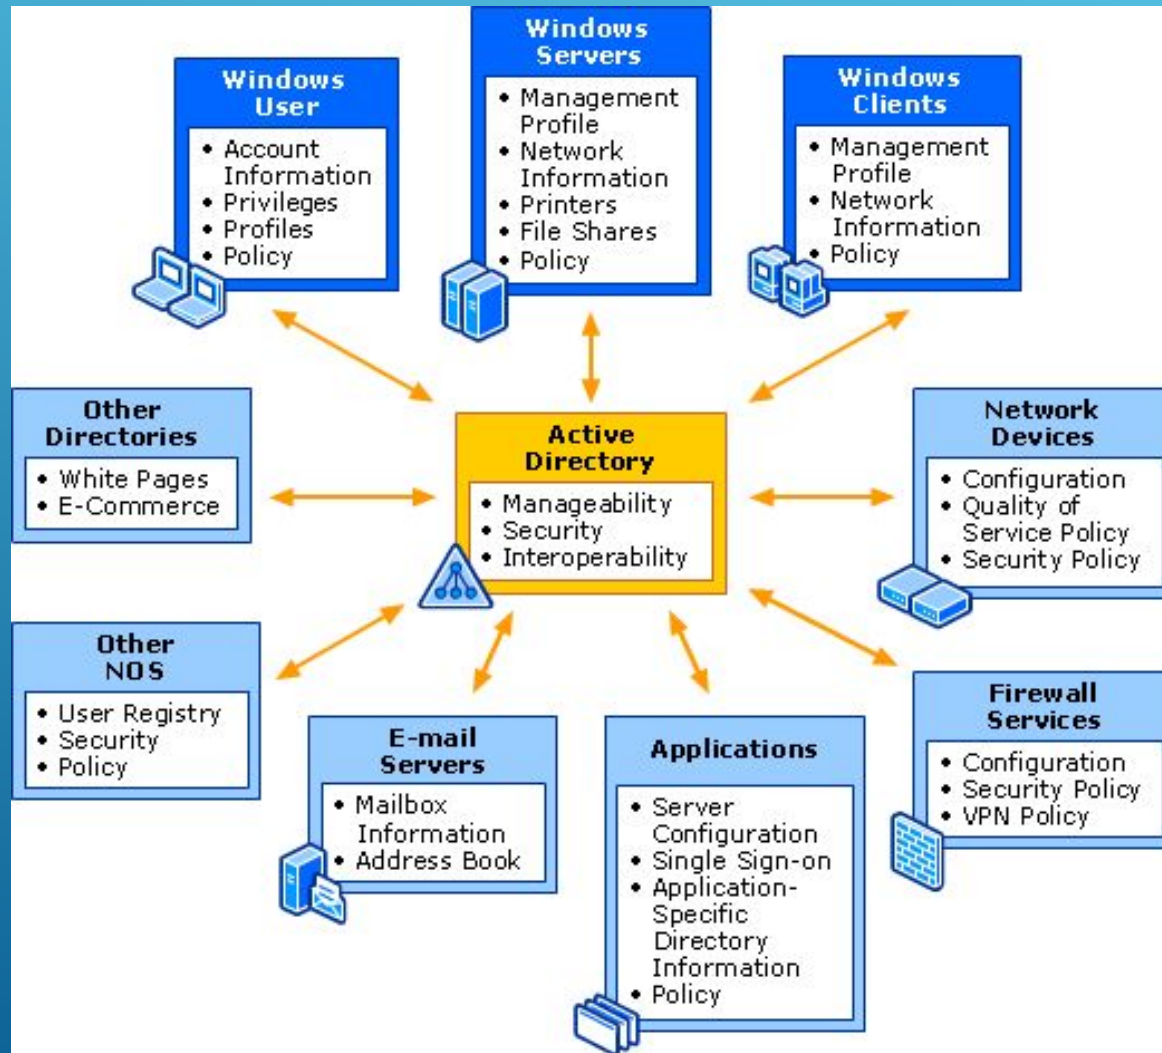 Windows
User
• Account
Information
• Privileges
• Profiles
• Policy
Windows
Servers
• Management
Profile
• Network
Information
• Printers
• File Shares
• Policy
Windows
Clients
• Management
Profile
• Network
Information
• Policy
Other
Directories
• White Pages
• E-Commerce
Active
Directory
• Manageability
• Security
• Interoperability
Network
Devices
• Configuration
• Quality of
Service Policy
• Security Policy
Other
NOS
• User Registry
• Security
• Policy
E-mail
Servers
• Mailbox
Information
• Address Book
Applications
• Server
Configuration
• Single Sign-on
• Application-
Specific
Directory
Information
• Policy
Firewall
Services
• Configuration
• Security Policy
• VPN Policy